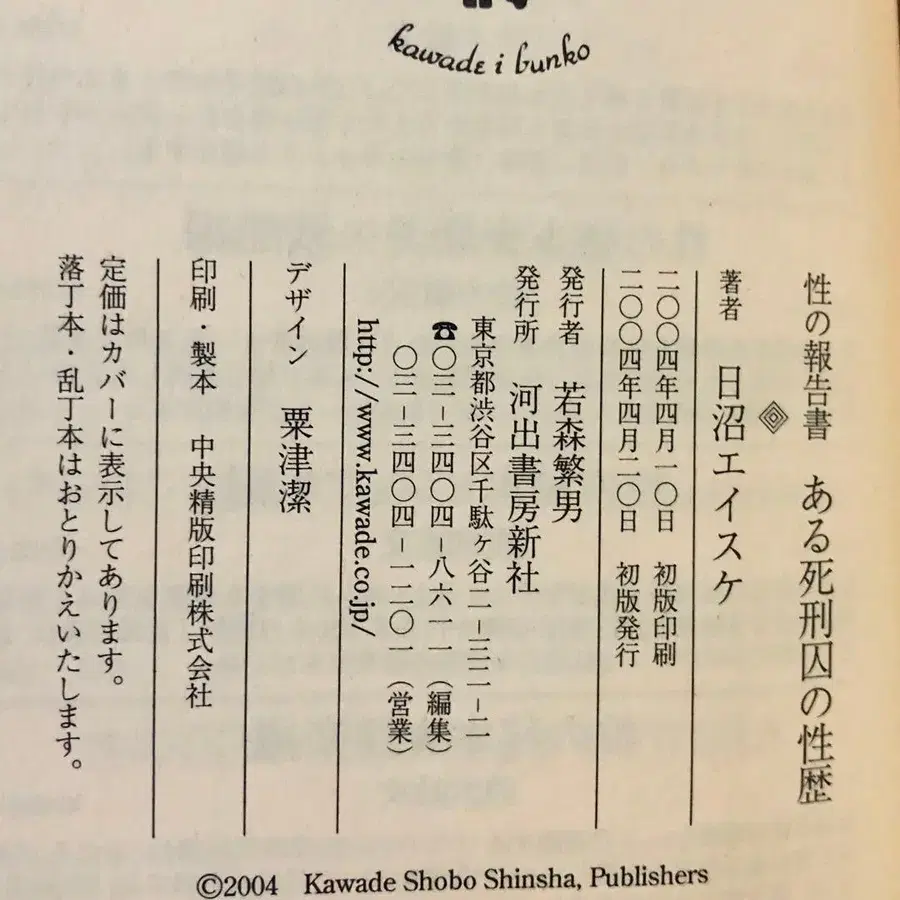 kawade i bunko
性の報告書 ある死刑囚の性歴
著者 日沼エイスケ
二〇〇四年四月一〇日 初版印刷
二〇〇四年四月二〇日 初版発行
発行者 若森繁男
発行所 河出書房新社
東京都渋谷区千駄ヶ谷二-三二-二
☎〇三-三四〇四-八六一一(編集)
〇三-三四〇四-一二〇一(営業)
http://www.kawade.co.jp/
デザイン 粟津潔
印刷・製本 中央精版印刷株式会社
定価はカバーに表示してあります。
落丁本・乱丁本はおとりかえいたします。
©2004 Kawade Shobo Shinsha, Publishers